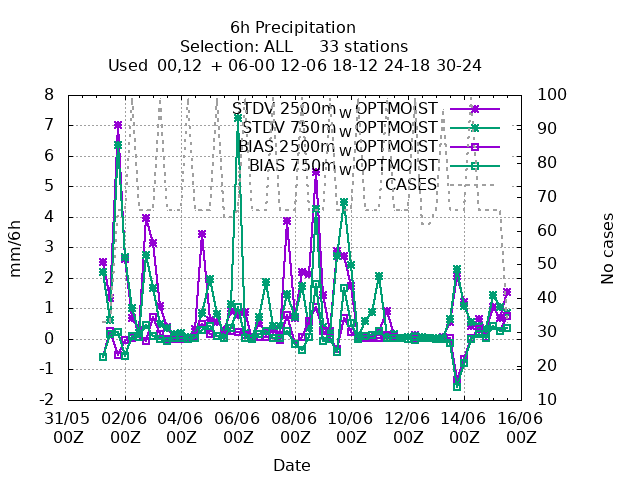 6h Precipitation
Selection: ALL 33 stations
Used 00,12 + 06-00 12-06 18-12 24-18 30-24
8 100
STDV 2500m_W OPTMOIST
7 90
STDV 750m_W OPTMOIST
BIAS 2500m_W OPTMOIST
6 80
BIAS 750m_W OPTMOIST
CASES
5 70
4 60
3 50
2 40
1
0 30
-1 20
-2 10
mm/6h
No cases
31/05 02/06 04/06 06/06 08/06 10/06 12/06 14/06 16/06
00Z 00Z 00Z 00Z 00Z 00Z 00Z 00Z 00Z
Date